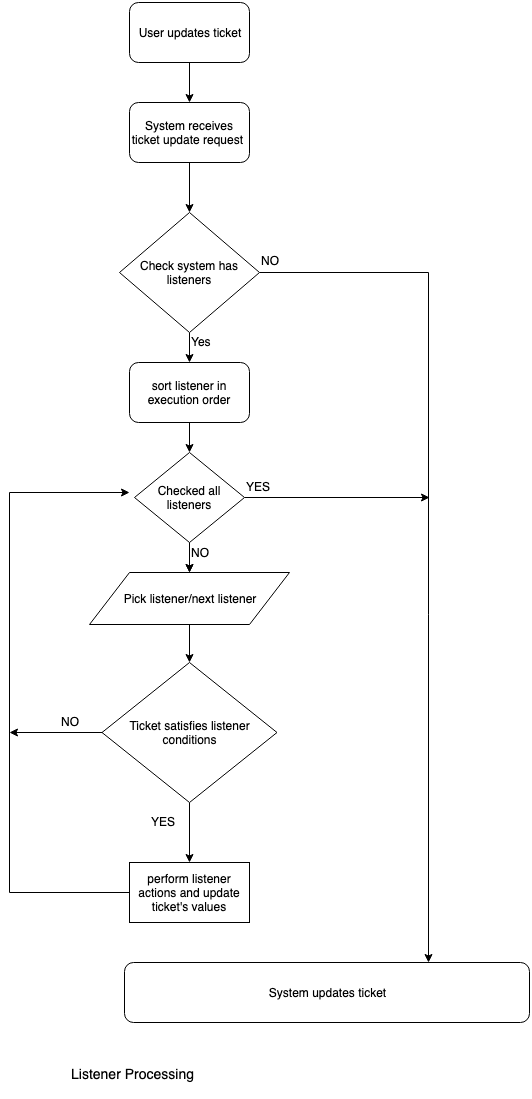 User updates ticket
System receives
ticket update request
Check system has
listeners
NO
Yes
sort listener in
execution order
Checked all
listeners
YES
NO
Pick listener/next listener
Ticket satisfies listener
conditions
NO
YES
perform listener
actions and update
ticket's values
System updates ticket
Listener Processing